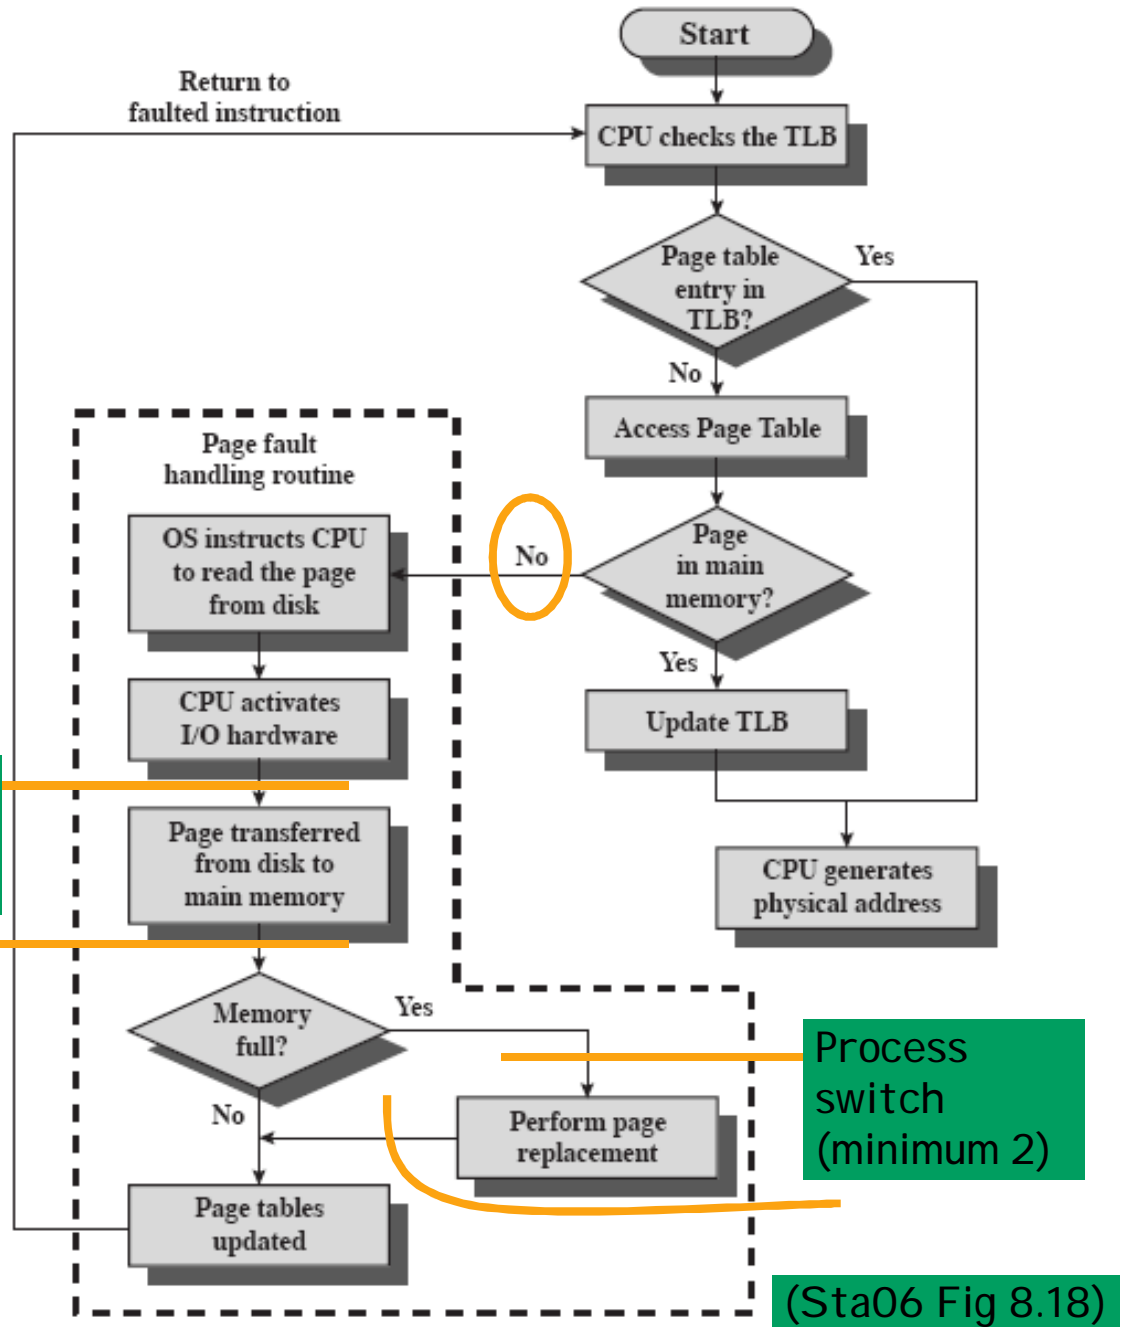 Start
Return to
faulted instruction
CPU checks the TLB
Page table
entry in
TLB?
Yes
No
Access Page Table
Page fault
handling routine
OS instructs CPU
to read the page
from disk
No
Page
in main
memory?
Yes
CPU activates
I/O hardware
Update TLB
Page transferred
from disk to
main memory
CPU generates
physical address
Memory
full?
Yes
No
Process
switch
(minimum 2)
Perform page
replacement
Page tables
updated
(Sta06 Fig 8.18)